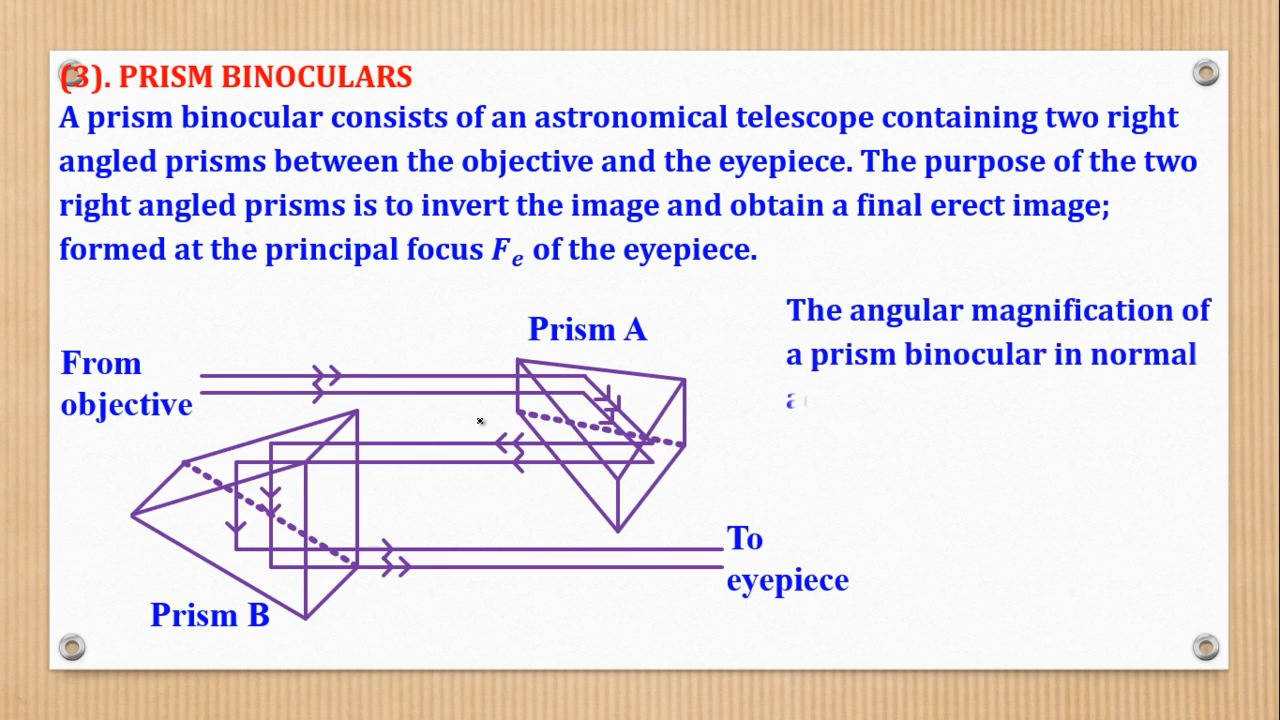 (3). PRISM BINOCULARS
A prism binocular consists of an astronomical telescope containing two right
angled prisms between the objective and the eyepiece. The purpose of the two
right angled prisms is to invert the image and obtain a final erect image;
formed at the principal focus Fₑ of the eyepiece.
The angular magnification of
a prism binocular in normal
a
Prism A
From
objective
To
eyepiece
Prism B